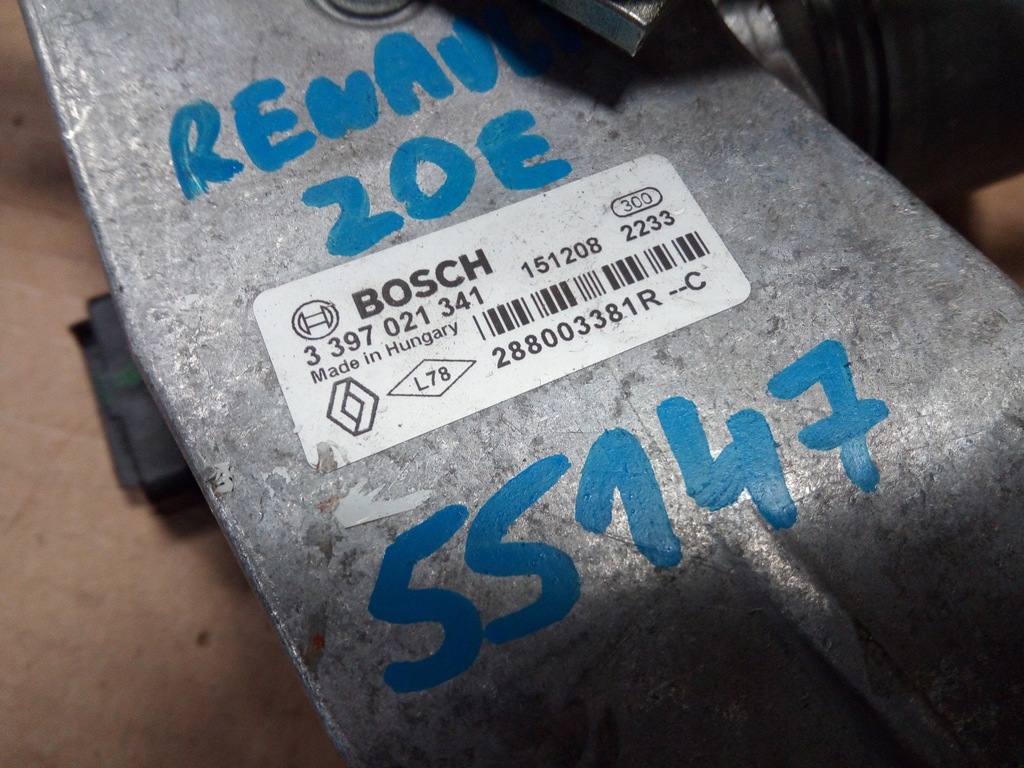 RENAULT
ZOE
300
BOSCH 151208 2233
3 397 021 341
Made in Hungary
L78 288003381R --C
55147